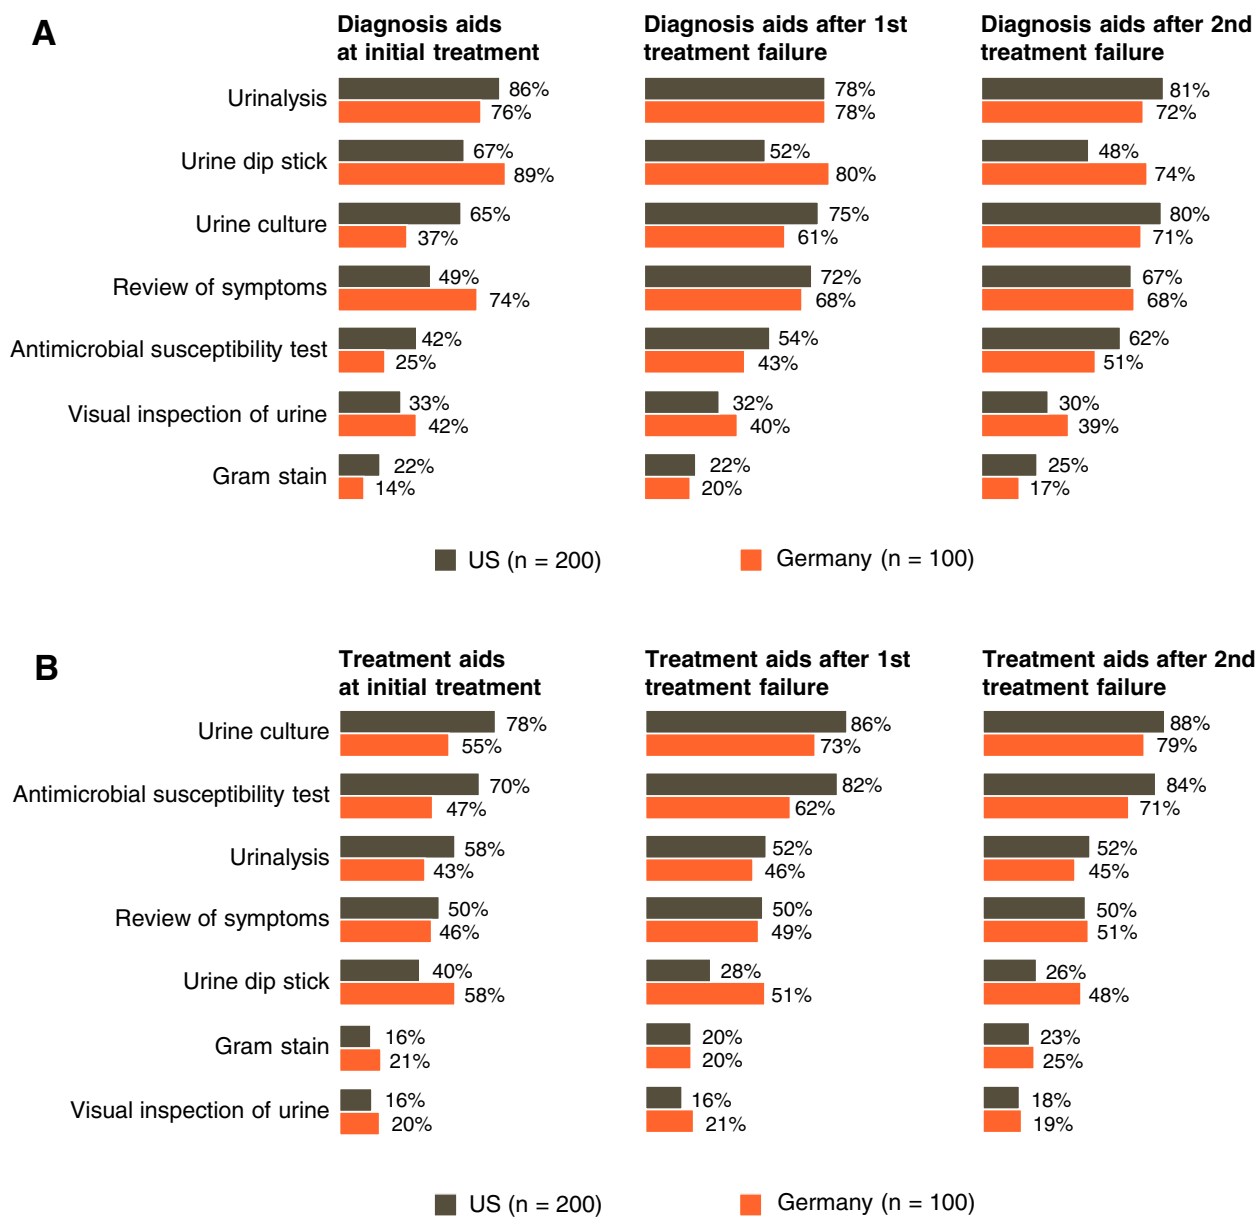 A
Diagnosis aids
at initial treatment
Diagnosis aids after 1st
treatment failure
Diagnosis aids after 2nd
treatment failure
Urinalysis
86%
76%
78%
78%
81%
72%
Urine dip stick
67%
89%
52%
80%
48%
74%
Urine culture
65%
37%
75%
61%
80%
71%
Review of symptoms
49%
74%
72%
68%
67%
68%
Antimicrobial susceptibility test
42%
25%
54%
43%
62%
51%
Visual inspection of urine
33%
42%
32%
40%
30%
39%
Gram stain
22%
14%
22%
20%
25%
17%
US (n = 200)
Germany (n = 100)
B
Treatment aids
at initial treatment
Treatment aids after 1st
treatment failure
Treatment aids after 2nd
treatment failure
Urine culture
78%
55%
86%
73%
88%
79%
Antimicrobial susceptibility test
70%
47%
82%
62%
84%
71%
Urinalysis
58%
43%
52%
46%
52%
45%
Review of symptoms
50%
46%
50%
49%
50%
51%
Urine dip stick
40%
58%
28%
51%
26%
48%
Gram stain
16%
21%
20%
20%
23%
25%
Visual inspection of urine
16%
20%
16%
21%
18%
19%
US (n = 200)
Germany (n = 100)